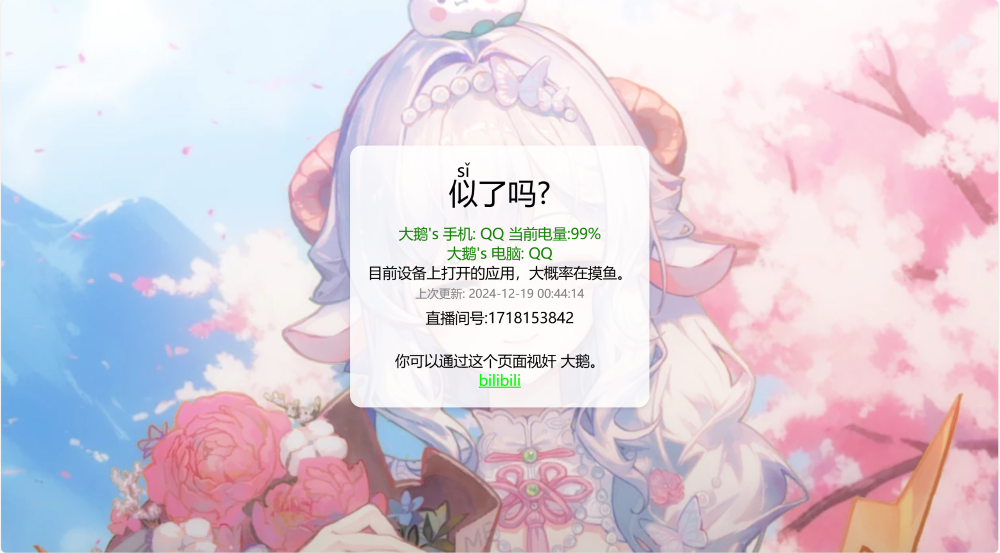 sǐ
似了吗?
大鹅's 手机: QQ 当前电量:99%
大鹅's 电脑: QQ
目前设备上打开的应用，大概率在摸鱼。
上次更新: 2024-12-19 00:44:14
直播间号:1718153842
你可以通过这个页面视奸 大鹅。
bilibili